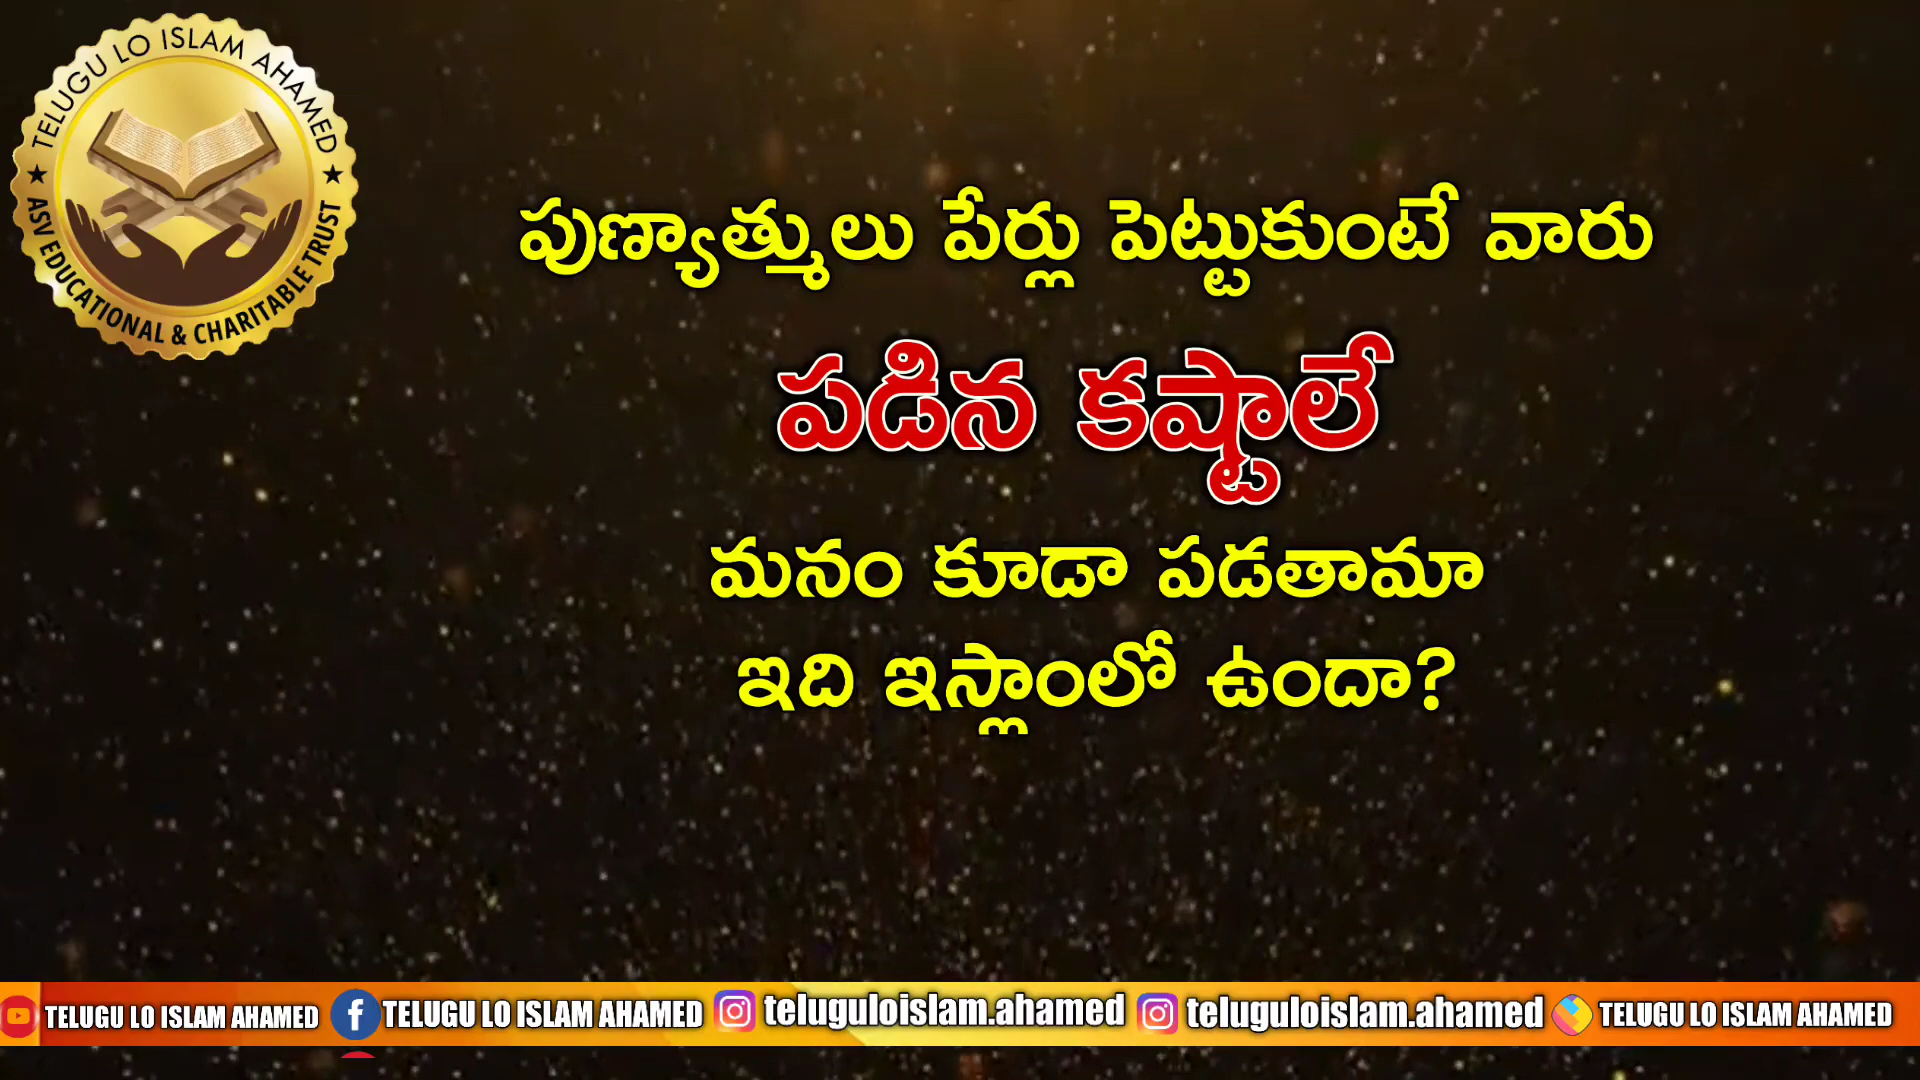 TELUGU LO ISLAM AHAMED
ASV EDUCATIONAL & CHARITABLE TRUST
పుణ్యాత్ములు పేర్లు పెట్టుకుంటే వారు
పడిన కష్టాలే
మనం కూడా పడతామా
ఇది ఇస్లాంలో ఉందా?
TELUGU LO ISLAM AHAMED TELUGU LO ISLAM AHAMED teluguloislam.ahamed teluguloislam.ahamed TELUGU LO ISLAM AHAMED